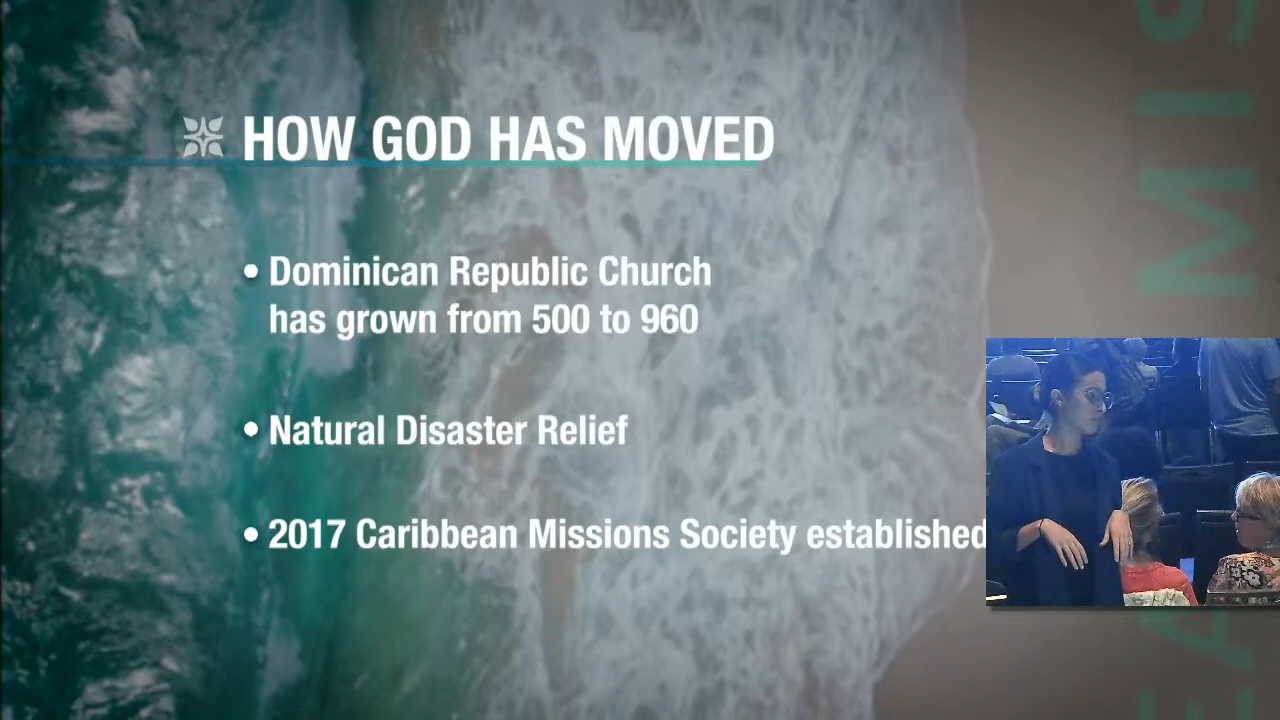 HOW GOD HAS MOVED
• Dominican Republic Church
has grown from 500 to 960
• Natural Disaster Relief
• 2017 Caribbean Missions Society established